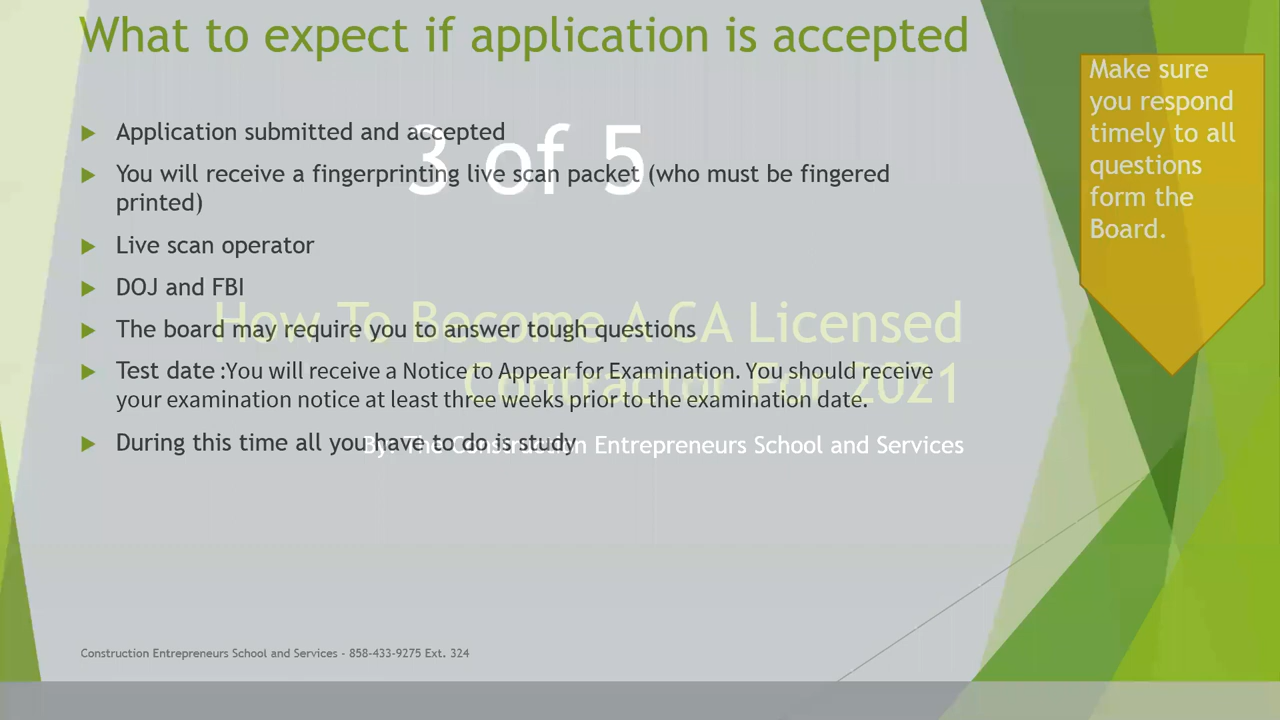 What to expect if application is accepted
Make sure
you respond
timely to all
questions
form the
Board.
Application submitted and accepted
3 of 5
You will receive a fingerprinting live scan packet (who must be fingered
printed)
Live scan operator
DOJ and FBI
How To Become A CA Licensed
The board may require you to answer tough questions
Test date :You will receive a Notice to Appear for Examination. You should receive
Contractor For 2021
your examination notice at least three weeks prior to the examination date.
During this time all you have to do is study
By: The Construction Entrepreneurs School and Services
Construction Entrepreneurs School and Services - 858-433-9275 Ext. 324